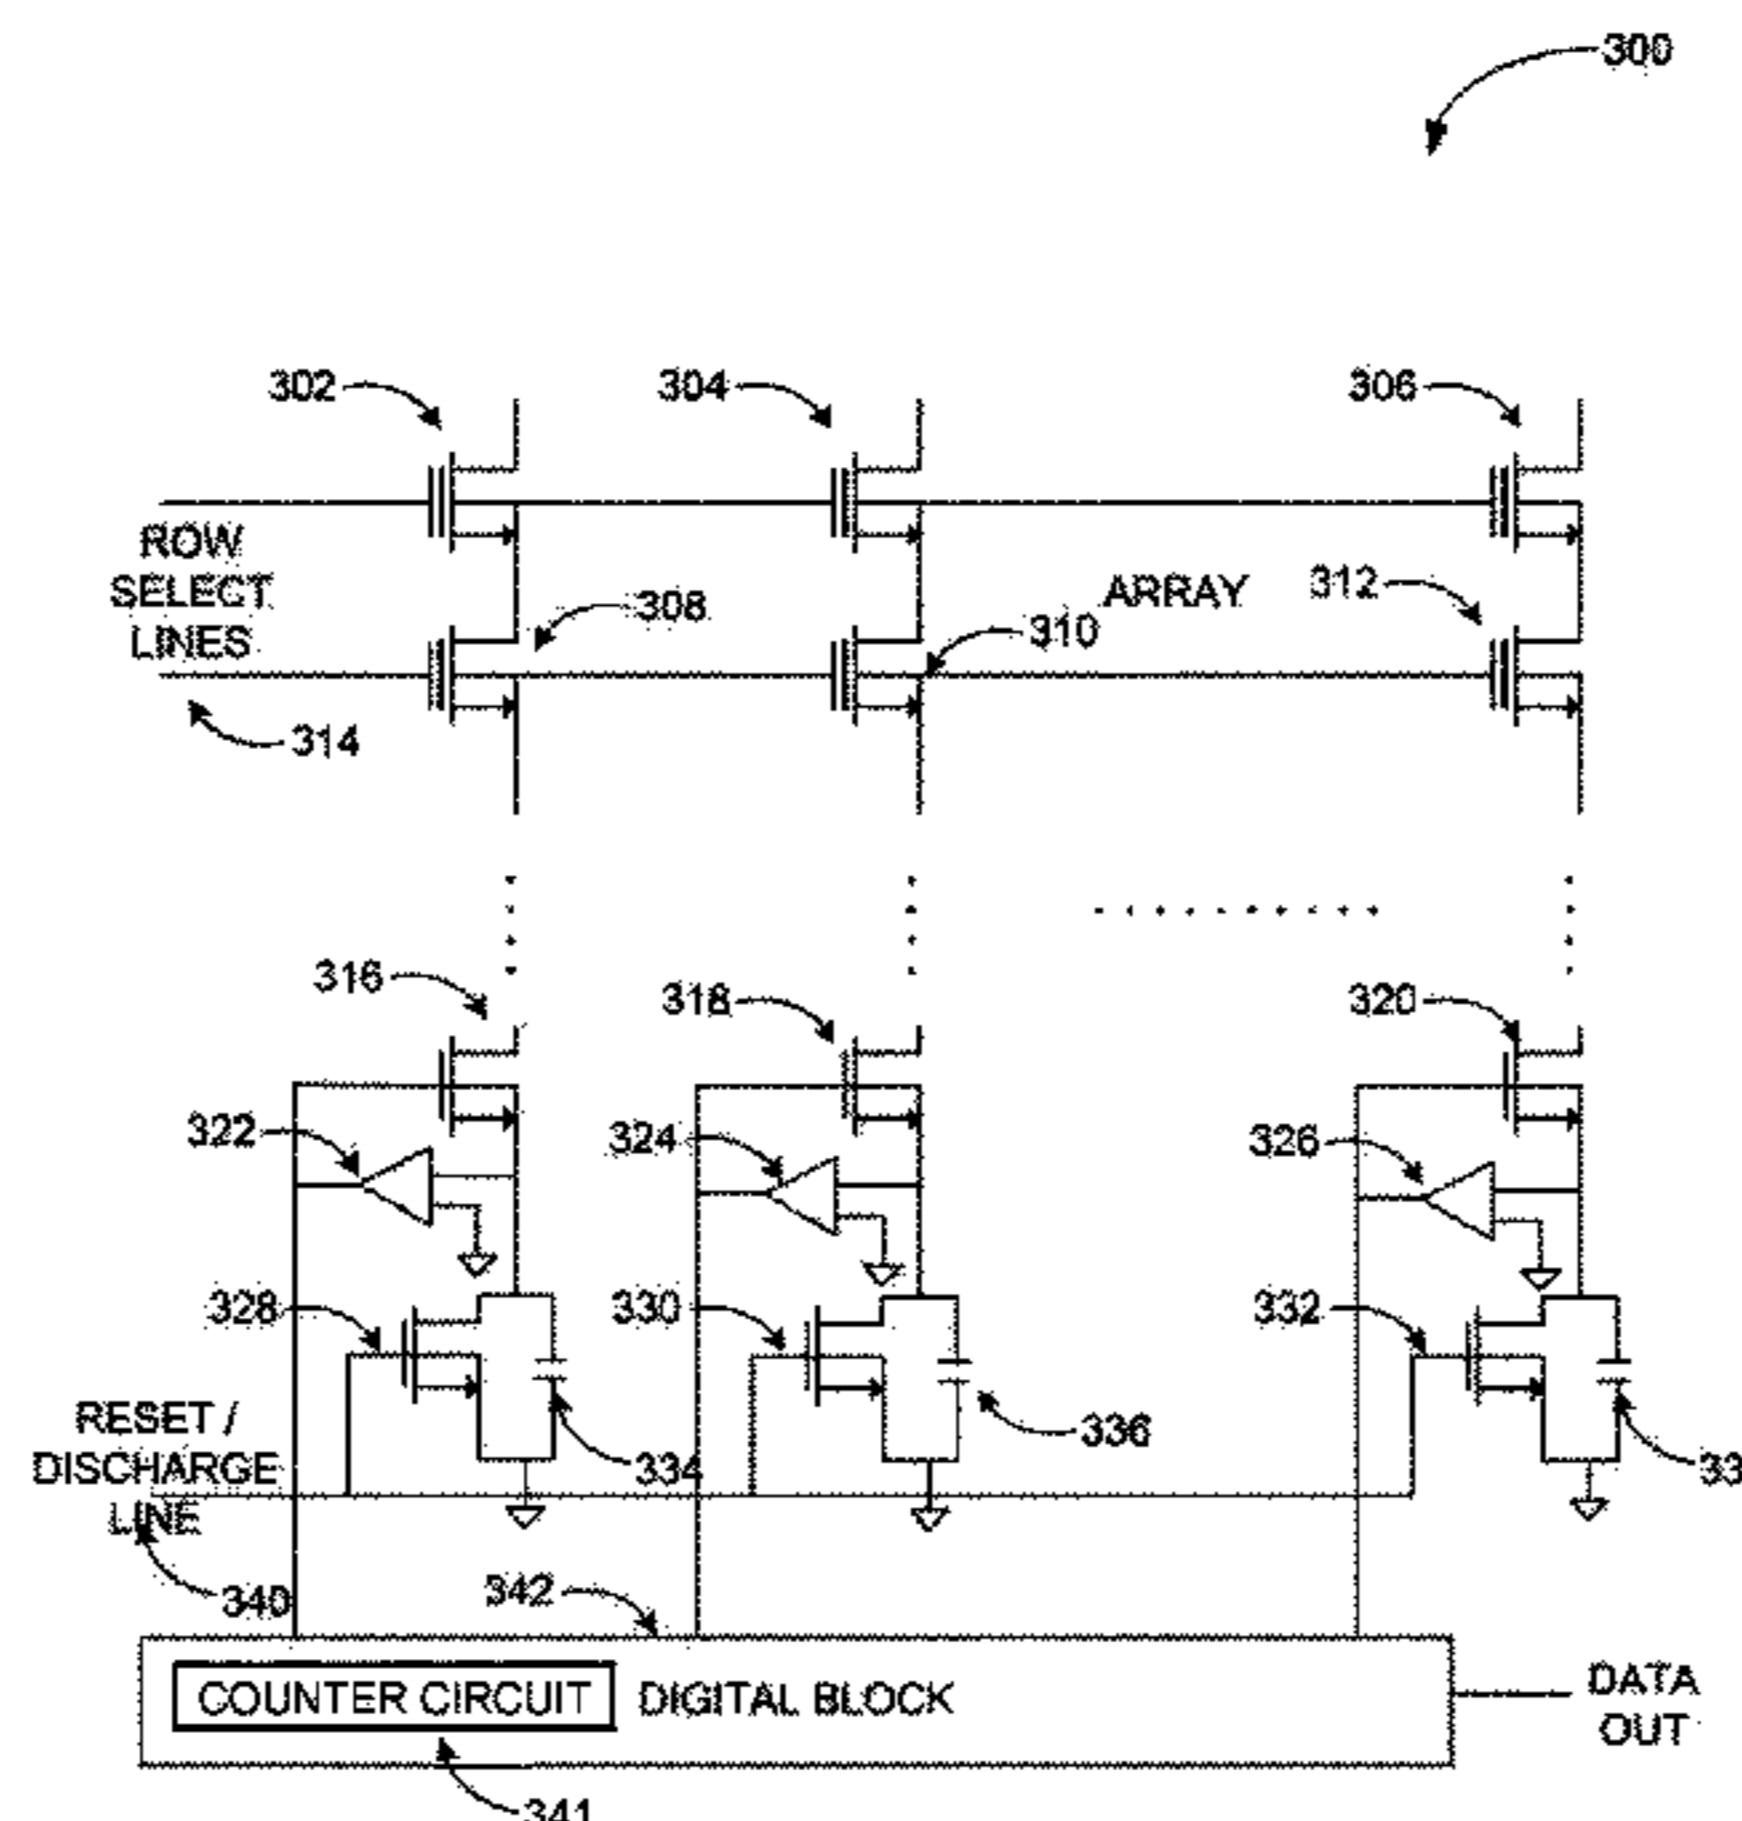 300
302
304
306
ROW
SELECT
LINES
308
ARRAY
310
312
314
316
318
320
322
324
326
328
330
332
RESET /
DISCHARGE
LINE
334
336
33
340
342
COUNTER CIRCUIT
DIGITAL BLOCK
DATA
OUT
341